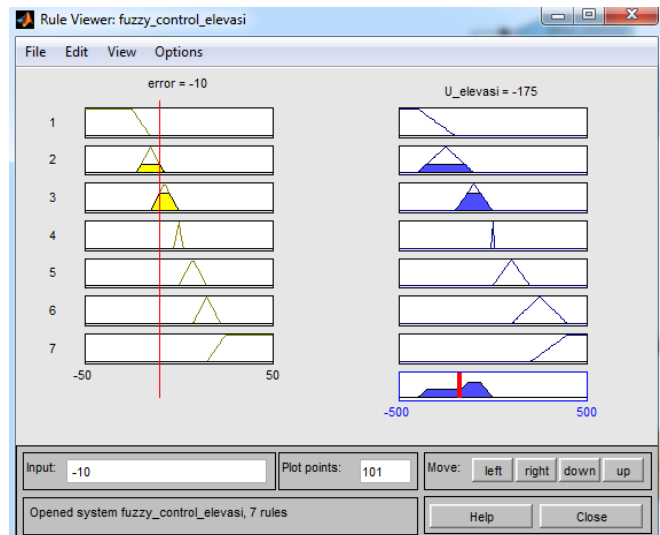 Rule Viewer: fuzzy_control_elevasi
File Edit View Options
error = -10
U_elevasi = -175
1
2
3
4
5
6
7
-50 50
-500 500
Input: -10 Plot points: 101 Move: left right down up
Opened system fuzzy_control_elevasi, 7 rules Help Close